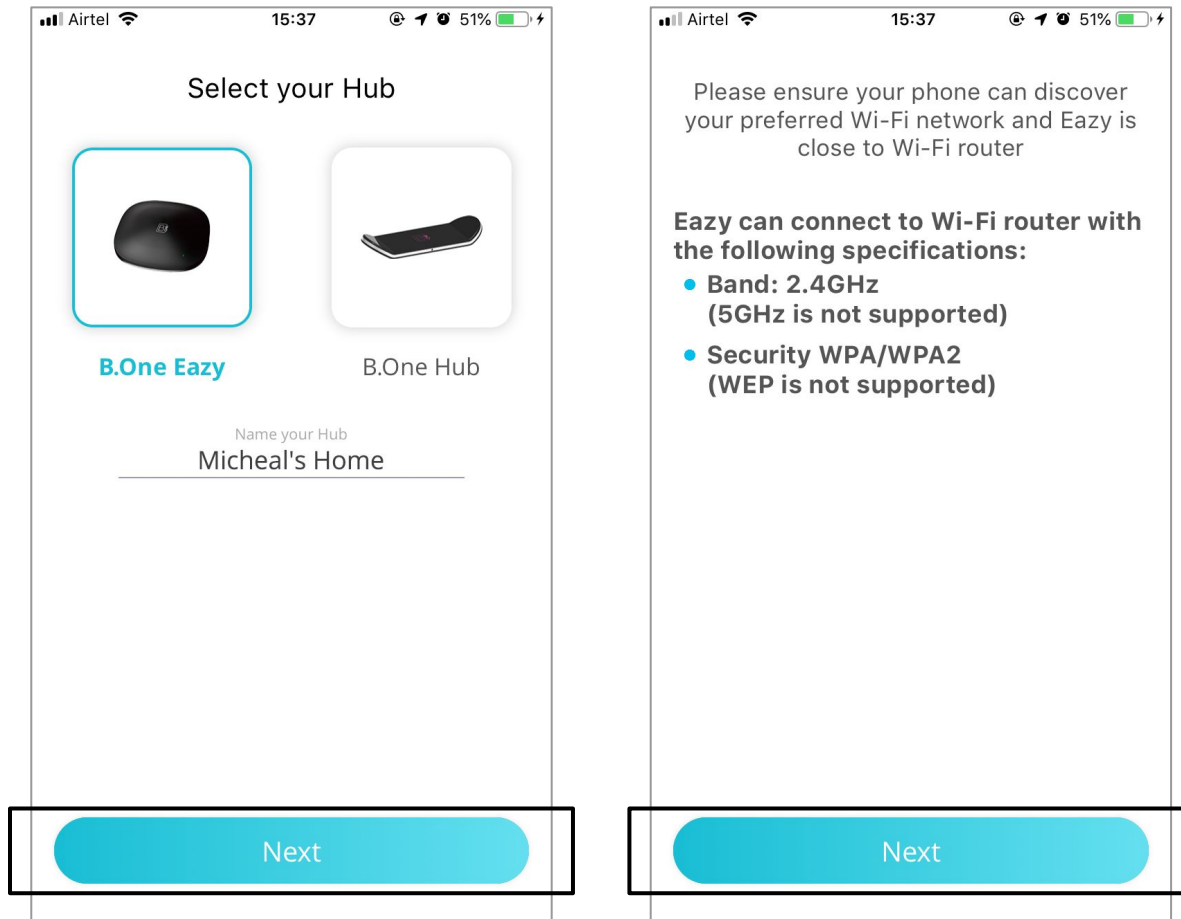 Airtel 15:37 51%
Select your Hub
B.One Eazy
B.One Hub
Name your Hub
Micheal's Home
Next
Airtel 15:37 51%
Please ensure your phone can discover
your preferred Wi-Fi network and Eazy is
close to Wi-Fi router
Eazy can connect to Wi-Fi router with
the following specifications:
Band: 2.4GHz
(5GHz is not supported)
Security WPA/WPA2
(WEP is not supported)
Next